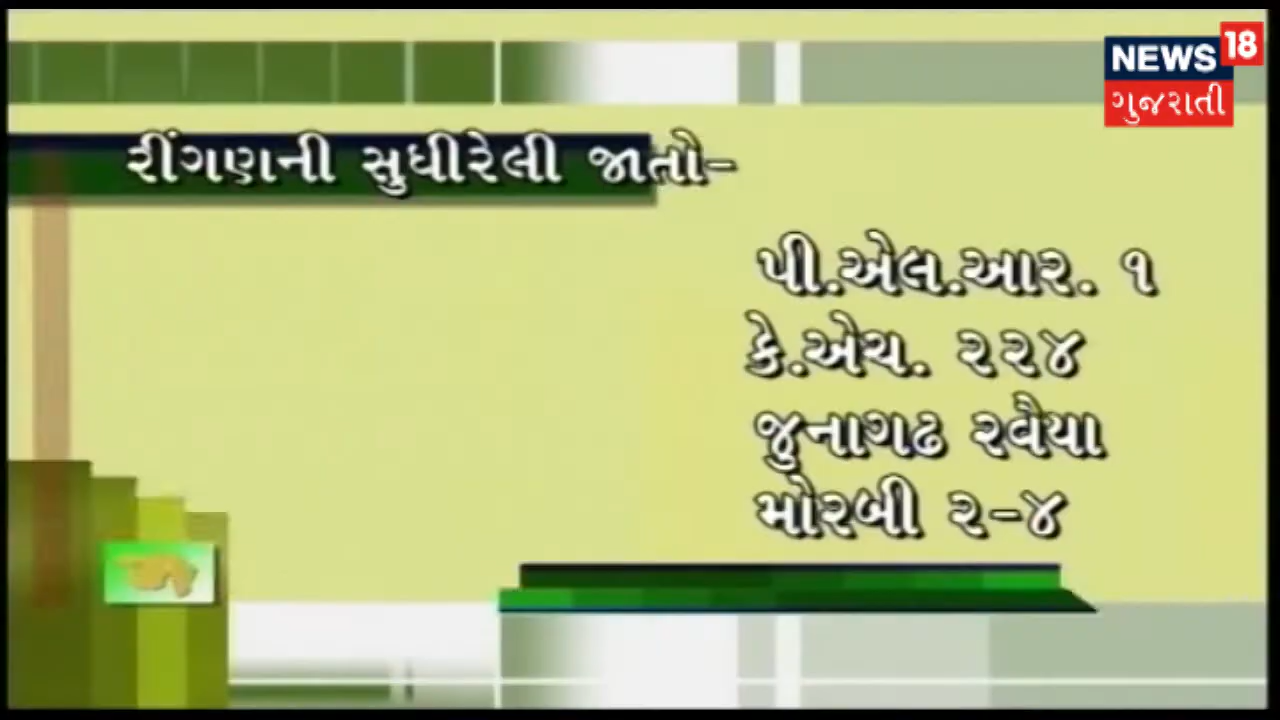 NEWS 18
ગુજરાતી
રીંગણની સુધીરેલી જાતો-
પી.એલ.આર. ૧
કે.એચ. ૨૨૪
જુનાગઢ રવૈયા
મોરબી ૨-૪